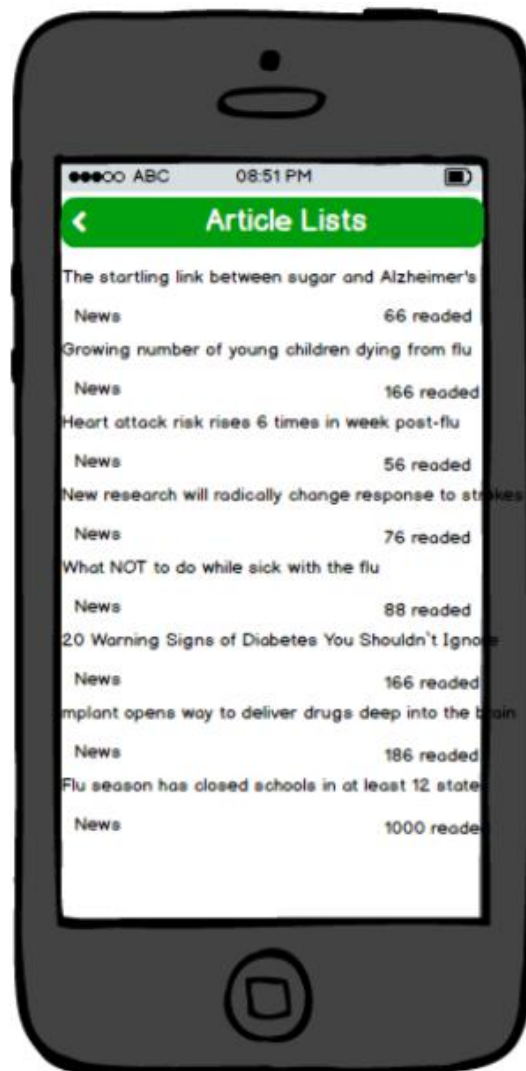 ABC 08:51 PM
Article Lists
The startling link between sugar and Alzheimer's
News 66 readed
Growing number of young children dying from flu
News 166 readed
Heart attack risk rises 6 times in week post-flu
News 56 readed
New research will radically change response to strokes
News 76 readed
What NOT to do while sick with the flu
News 88 readed
20 Warning Signs of Diabetes You Shouldn't Ignore
News 166 readed
mplant opens way to deliver drugs deep into the brain
News 186 readed
Flu season has closed schools in at least 12 state
News 1000 readed